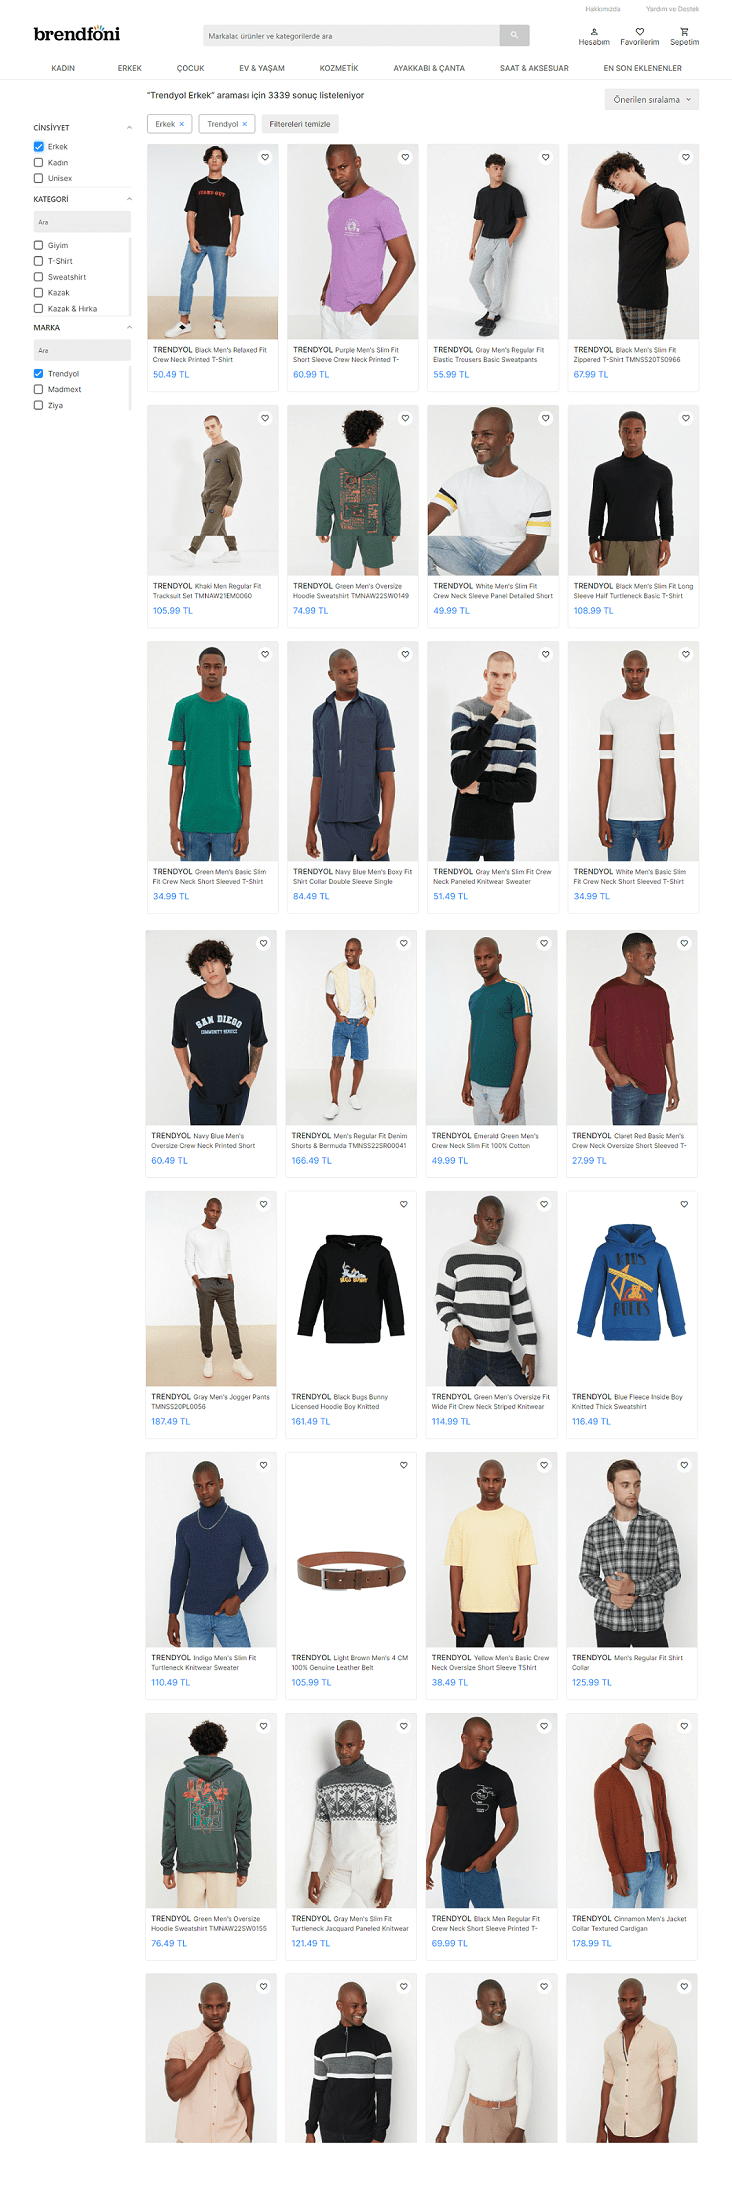 Hakkımızda Yardım ve Destek
brendfoni
Markalar, ürünler ve kategorilerde ara
Hesabım Favorilerim Sepetim
KADIN ERKEK ÇOCUK EV & YAŞAM KOZMETİK AYAKKABI & ÇANTA SAAT & AKSESUAR EN SON EKLENENLER
"Trendyol Erkek" araması için 3339 sonuç listeleniyor
Önerilen sıralama
Erkek × Trendyol × Filtereleri temizle
CİNSİYYET
Erkek
Kadın
Unisex
KATEGORİ
Ara
Giyim
T-Shirt
Sweatshirt
Kazak
Kazak & Hırka
MARKA
Ara
Trendyol
Madmext
Ziya
STAND OUT
TRENDYOL Black Men's Relaxed Fit
Crew Neck Printed T-Shirt
50.49 TL
TRENDYOL Purple Men's Slim Fit
Short Sleeve Crew Neck Printed T-
60.99 TL
TRENDYOL Gray Men's Regular Fit
Elastic Trousers Basic Sweatpants
55.99 TL
TRENDYOL Black Men's Slim Fit
Zippered T-Shirt TMNSS20TS0966
67.99 TL
TRENDYOL Khaki Men Regular Fit
Tracksuit Set TMNAW21EM0060
105.99 TL
TRENDYOL Green Men's Oversize
Hoodie Sweatshirt TMNAW22SW0149
74.99 TL
TRENDYOL White Men's Slim Fit
Crew Neck Sleeve Panel Detailed Short
49.99 TL
TRENDYOL Black Men's Slim Fit Long
Sleeve Half Turtleneck Basic T-Shirt
108.99 TL
TRENDYOL Green Men's Basic Slim
Fit Crew Neck Short Sleeved T-Shirt
34.99 TL
TRENDYOL Navy Blue Men's Boxy Fit
Shirt Collar Double Sleeve Single
84.49 TL
TRENDYOL Gray Men's Slim Fit Crew
Neck Paneled Knitwear Sweater
51.49 TL
TRENDYOL White Men's Basic Slim
Fit Crew Neck Short Sleeved T-Shirt
34.99 TL
SAN DIEGO
COMMUNITY SERVICE
TRENDYOL Navy Blue Men's
Oversize Crew Neck Printed Short
60.49 TL
TRENDYOL Men's Regular Fit Denim
Shorts & Bermuda TMNSS22SR00041
166.49 TL
TRENDYOL Emerald Green Men's
Crew Neck Slim Fit 100% Cotton
49.99 TL
TRENDYOL Claret Red Basic Men's
Crew Neck Oversize Short Sleeved T-
27.99 TL
TRENDYOL Gray Men's Jogger Pants
TMNSS20PL0056
187.49 TL
BUGS BUNNY
TRENDYOL Black Bugs Bunny
Licensed Hoodie Boy Knitted
161.49 TL
TRENDYOL Green Men's Oversize Fit
Wide Fit Crew Neck Striped Knitwear
114.99 TL
KIDS
RULES
TRENDYOL Blue Fleece Inside Boy
Knitted Thick Sweatshirt
116.49 TL
TRENDYOL Indigo Men's Slim Fit
Turtleneck Knitwear Sweater
110.49 TL
TRENDYOL Light Brown Men's 4 CM
100% Genuine Leather Belt
105.99 TL
TRENDYOL Yellow Men's Basic Crew
Neck Oversize Short Sleeve TShirt
38.49 TL
TRENDYOL Men's Regular Fit Shirt
Collar
125.99 TL
TRENDYOL Green Men's Oversize
Hoodie Sweatshirt TMNAW22SW0155
76.49 TL
TRENDYOL Gray Men's Slim Fit
Turtleneck Jacquard Paneled Knitwear
121.49 TL
TRENDYOL Black Men Regular Fit
Crew Neck Short Sleeve Printed T-
69.99 TL
TRENDYOL Cinnamon Men's Jacket
Collar Textured Cardigan
178.99 TL